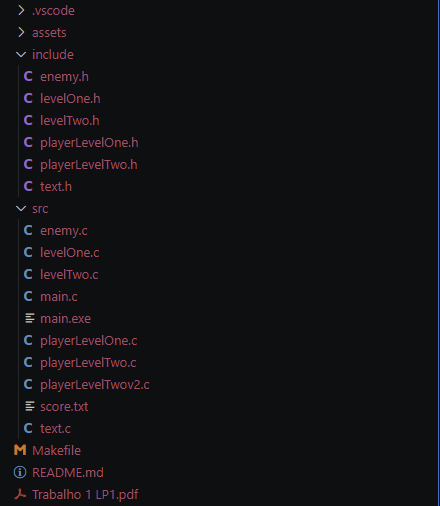 .vscode
assets
include
enemy.h
levelOne.h
levelTwo.h
playerLevelOne.h
playerLevelTwo.h
text.h
src
enemy.c
levelOne.c
levelTwo.c
main.c
main.exe
playerLevelOne.c
playerLevelTwo.c
playerLevelTwov2.c
score.txt
text.c
Makefile
README.md
Trabalho 1 LP1.pdf